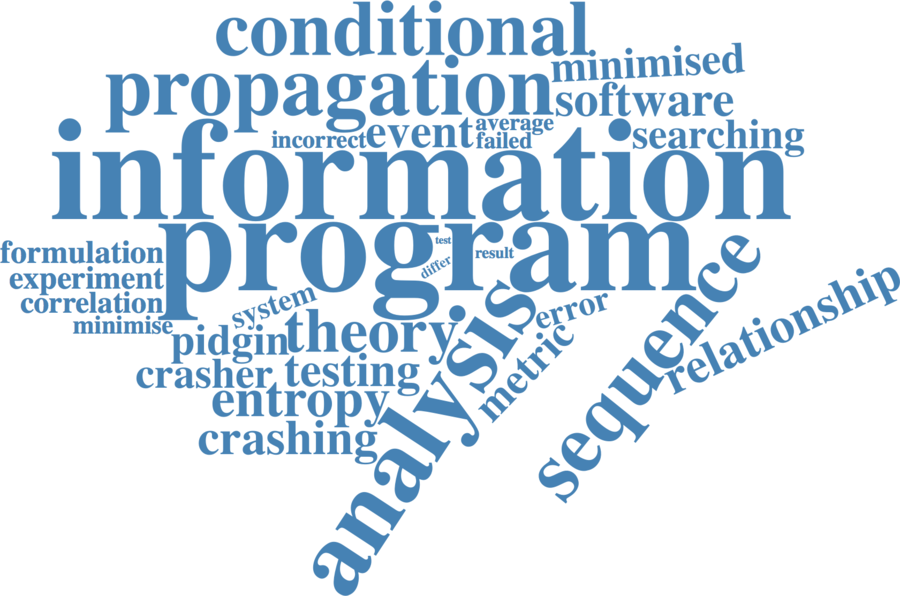 conditional
propagation
minimised
software
incorrect
event
average
failed
searching
information
program
test
differ
result
formulation
experiment
correlation
minimise
system
pidgin
theory
crasher
testing
entropy
crashing
analysis
metric
error
sequence
relationship